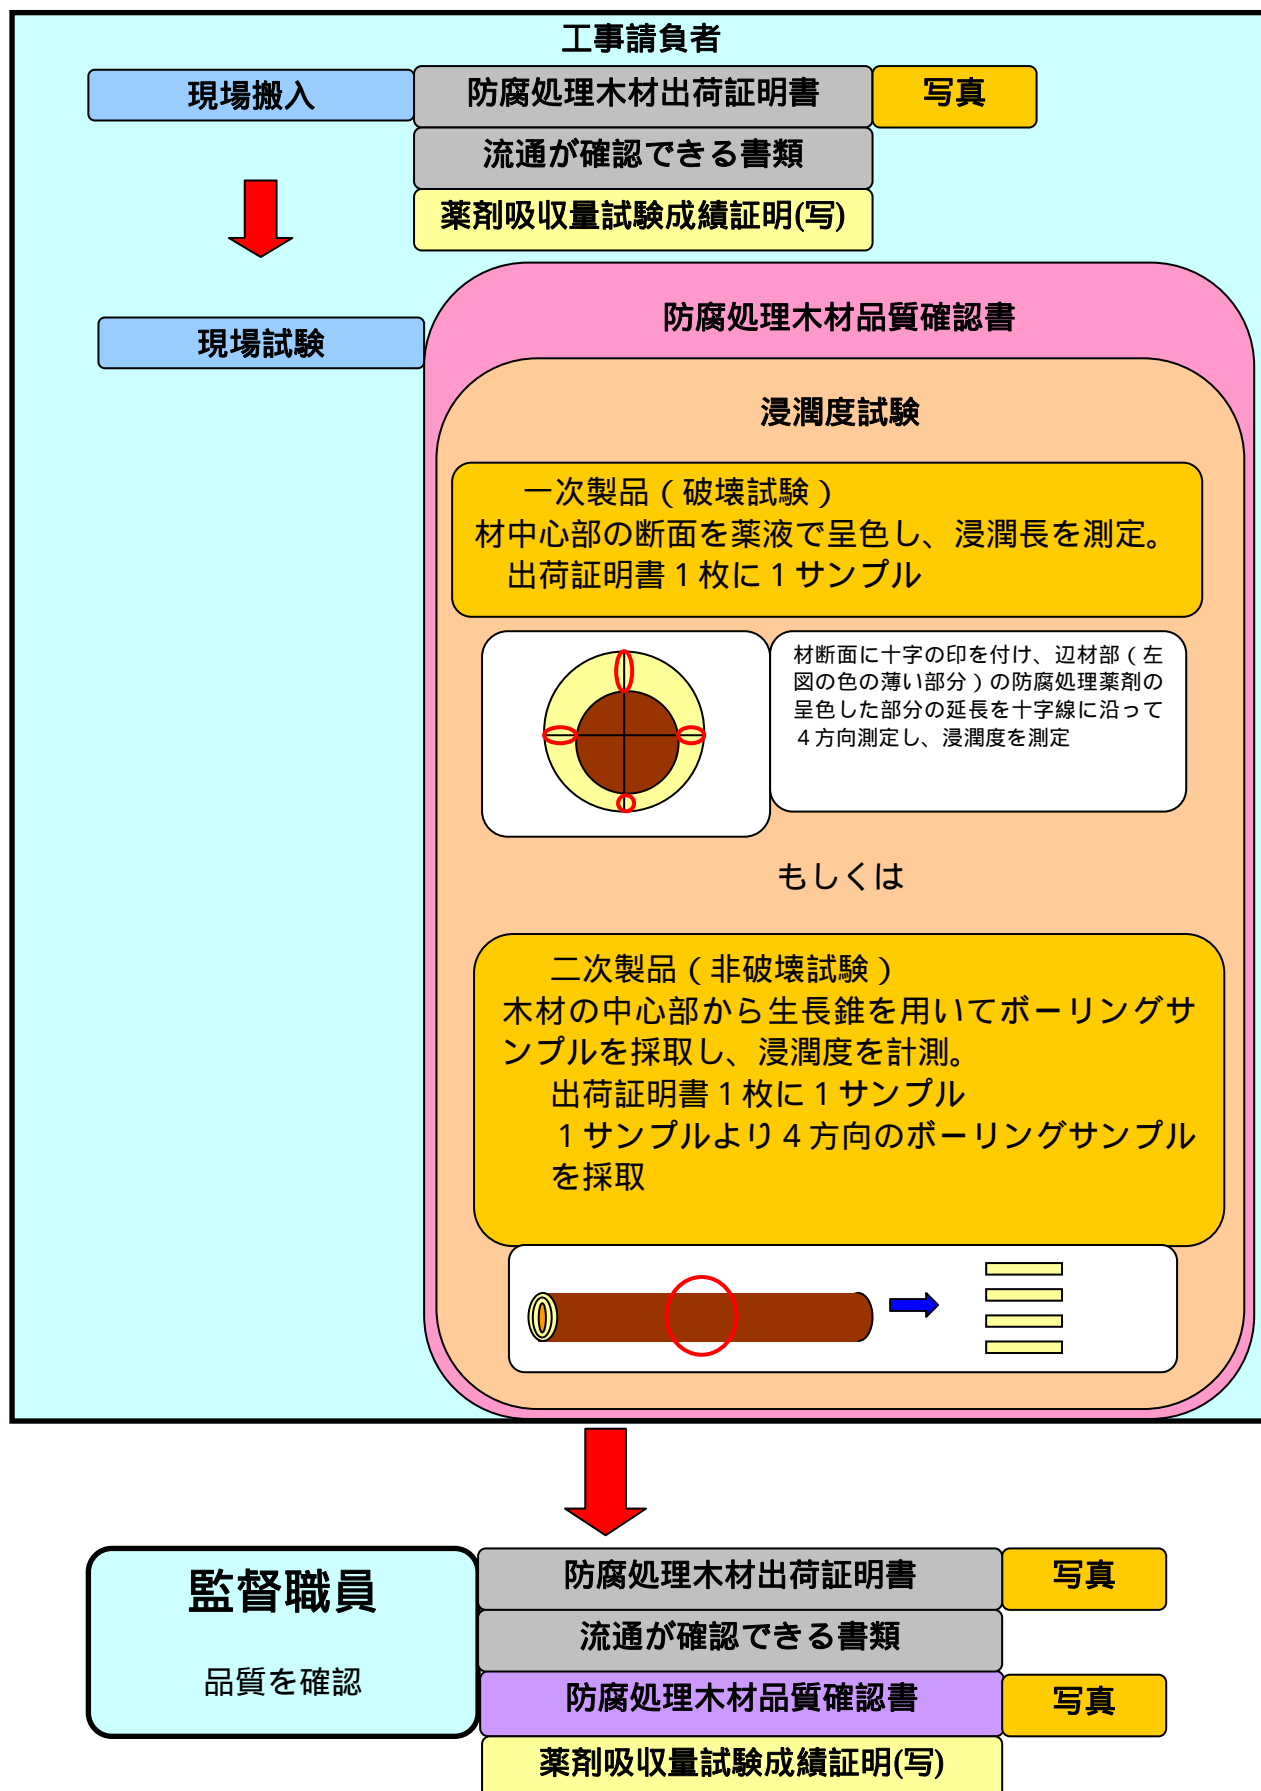 工事請負者
現場搬入
防腐処理木材出荷証明書
写真
流通が確認できる書類
薬剤吸収量試験成績証明(写)
防腐処理木材品質確認書
現場試験
浸潤度試験
一次製品（破壊試験）
材中心部の断面を薬液で呈色し、浸潤長を測定。
出荷証明書１枚に１サンプル
材断面に十字の印を付け、辺材部（左
図の色の薄い部分）の防腐処理薬剤の
呈色した部分の延長を十字線に沿って
４方向測定し、浸潤度を測定
もしくは
二次製品（非破壊試験）
木材の中心部から生長錐を用いてボーリングサ
ンプルを採取し、浸潤度を計測。
出荷証明書１枚に１サンプル
１サンプルより４方向のボーリングサンプル
を採取
監督職員
品質を確認
防腐処理木材出荷証明書
写真
流通が確認できる書類
防腐処理木材品質確認書
写真
薬剤吸収量試験成績証明(写)